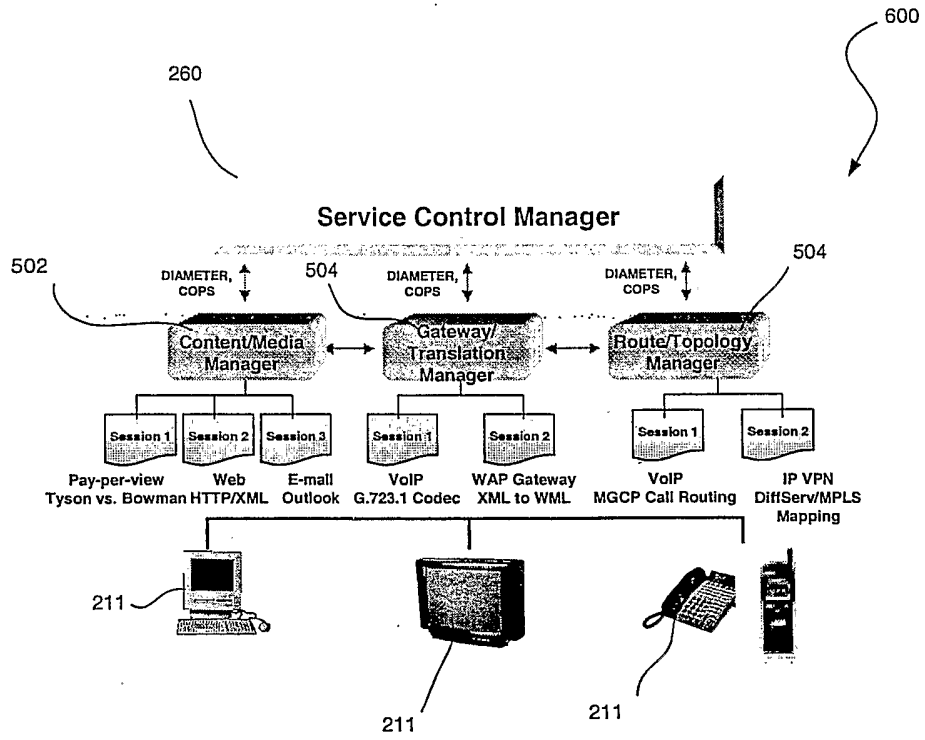 600
260
Service Control Manager
502
DIAMETER,
COPS
504
DIAMETER,
COPS
DIAMETER,
COPS
504
Content/Media
Manager
Gateway/
Translation
Manager
Route/Topology
Manager
Session 1
Session 2
Session 3
Session 1
Session 2
Session 1
Session 2
Pay-per-view
Tyson vs. Bowman
Web
HTTP/XML
E-mail
Outlook
VoIP
G.723.1 Codec
WAP Gateway
XML to WML
VoIP
MGCP Call Routing
IP VPN
DiffServ/MPLS
Mapping
211
211
211